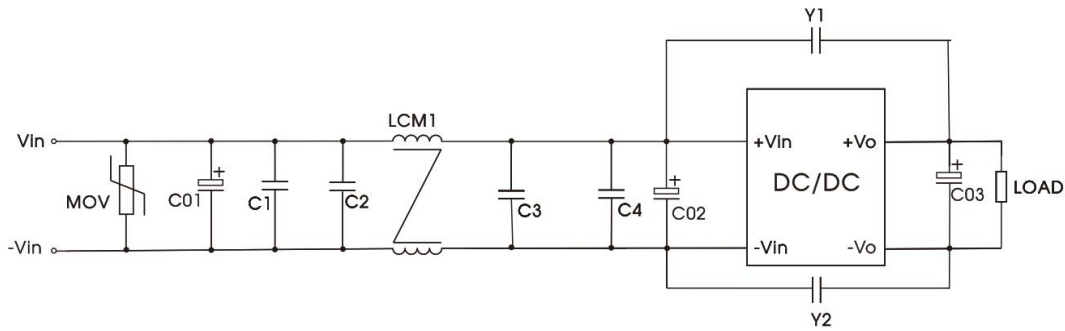 Y1
LCM1
Vin
+Vin
+Vo
MOV
C01
+
C1
C2
C3
C4
+
C02
DC/DC
+
C03
LOAD
-Vin
-Vin
-Vo
Y2